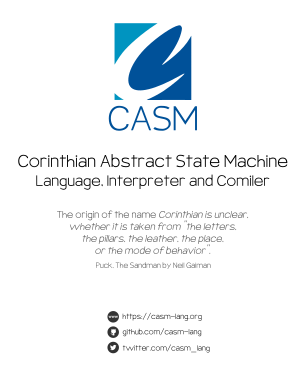 CASM
Corinthian Abstract State Machine
Language, Interpreter and Comiler
The origin of the name Corinthian is unclear,
whether it is taken from "the letters,
the pillars, the leather, the place,
or the mode of behavior".
Puck, The Sandman by Neil Gaiman
https://casm-lang.org
github.com/casm-lang
twitter.com/casm_lang